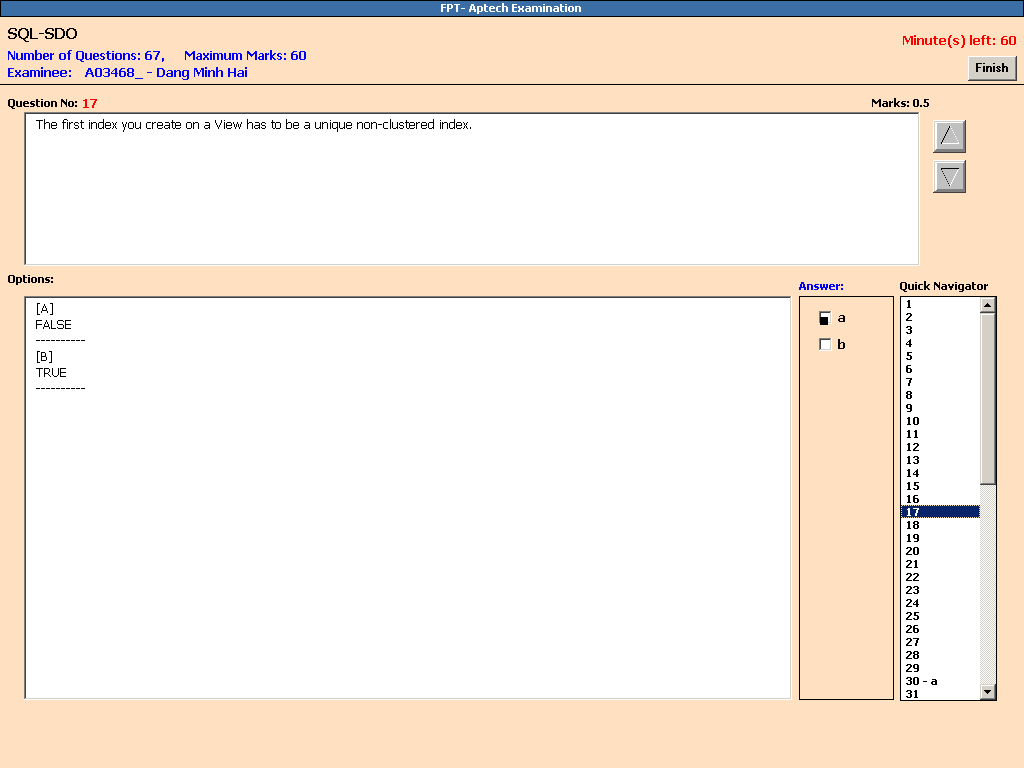 FPT- Aptech Examination
SQL-SDO
Number of Questions: 67, Maximum Marks: 60
Minute(s) left: 60
Examinee: A03468_ - Dang Minh Hai
Finish
Question No: 17
Marks: 0.5
The first index you create on a View has to be a unique non-clustered index.
Options:
Answer:
Quick Navigator
[A]
FALSE
----------
[B]
TRUE
----------
a
b
1
2
3
4
5
6
7
8
9
10
11
12
13
14
15
16
17
18
19
20
21
22
23
24
25
26
27
28
29
30 - a
31